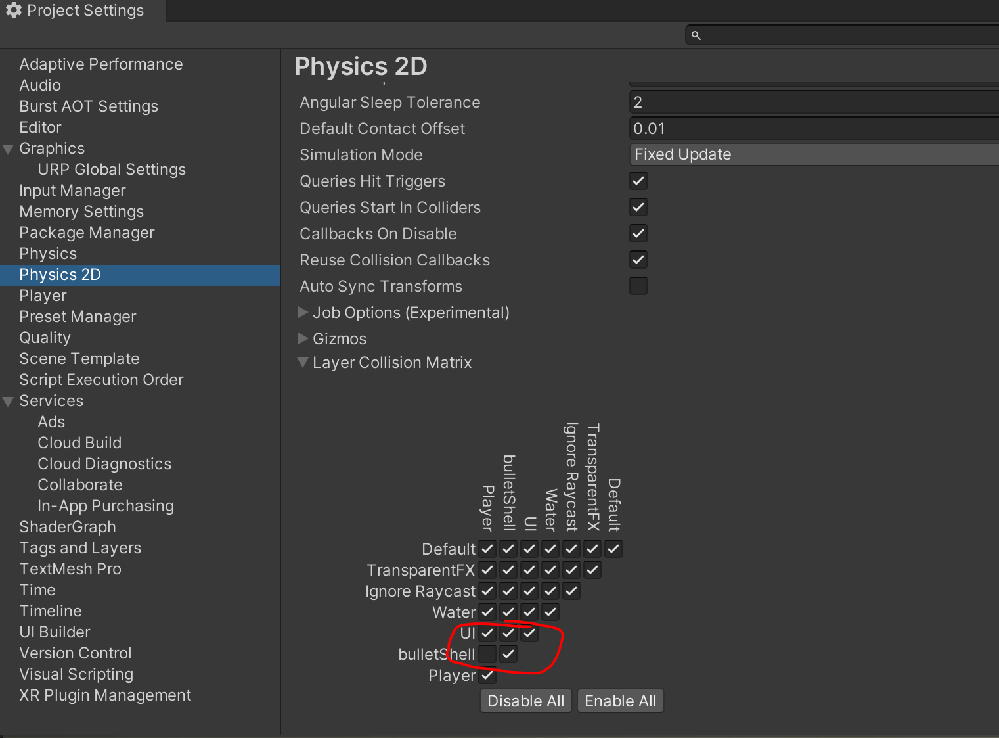 Project Settings
Adaptive Performance
Audio
Burst AOT Settings
Editor
Graphics
URP Global Settings
Input Manager
Memory Settings
Package Manager
Physics
Physics 2D
Player
Preset Manager
Quality
Scene Template
Script Execution Order
Services
Ads
Cloud Build
Cloud Diagnostics
Collaborate
In-App Purchasing
ShaderGraph
Tags and Layers
TextMesh Pro
Time
Timeline
UI Builder
Version Control
Visual Scripting
XR Plugin Management
Physics 2D
Angular Sleep Tolerance
2
Default Contact Offset
0.01
Simulation Mode
Fixed Update
Queries Hit Triggers
Queries Start In Colliders
Callbacks On Disable
Reuse Collision Callbacks
Auto Sync Transforms
Job Options (Experimental)
Gizmos
Layer Collision Matrix
Player
bulletShell
UI
Water
Ignore Raycast
TransparentFX
Default
Default
TransparentFX
Ignore Raycast
Water
UI
bulletShell
Player
Disable All
Enable All